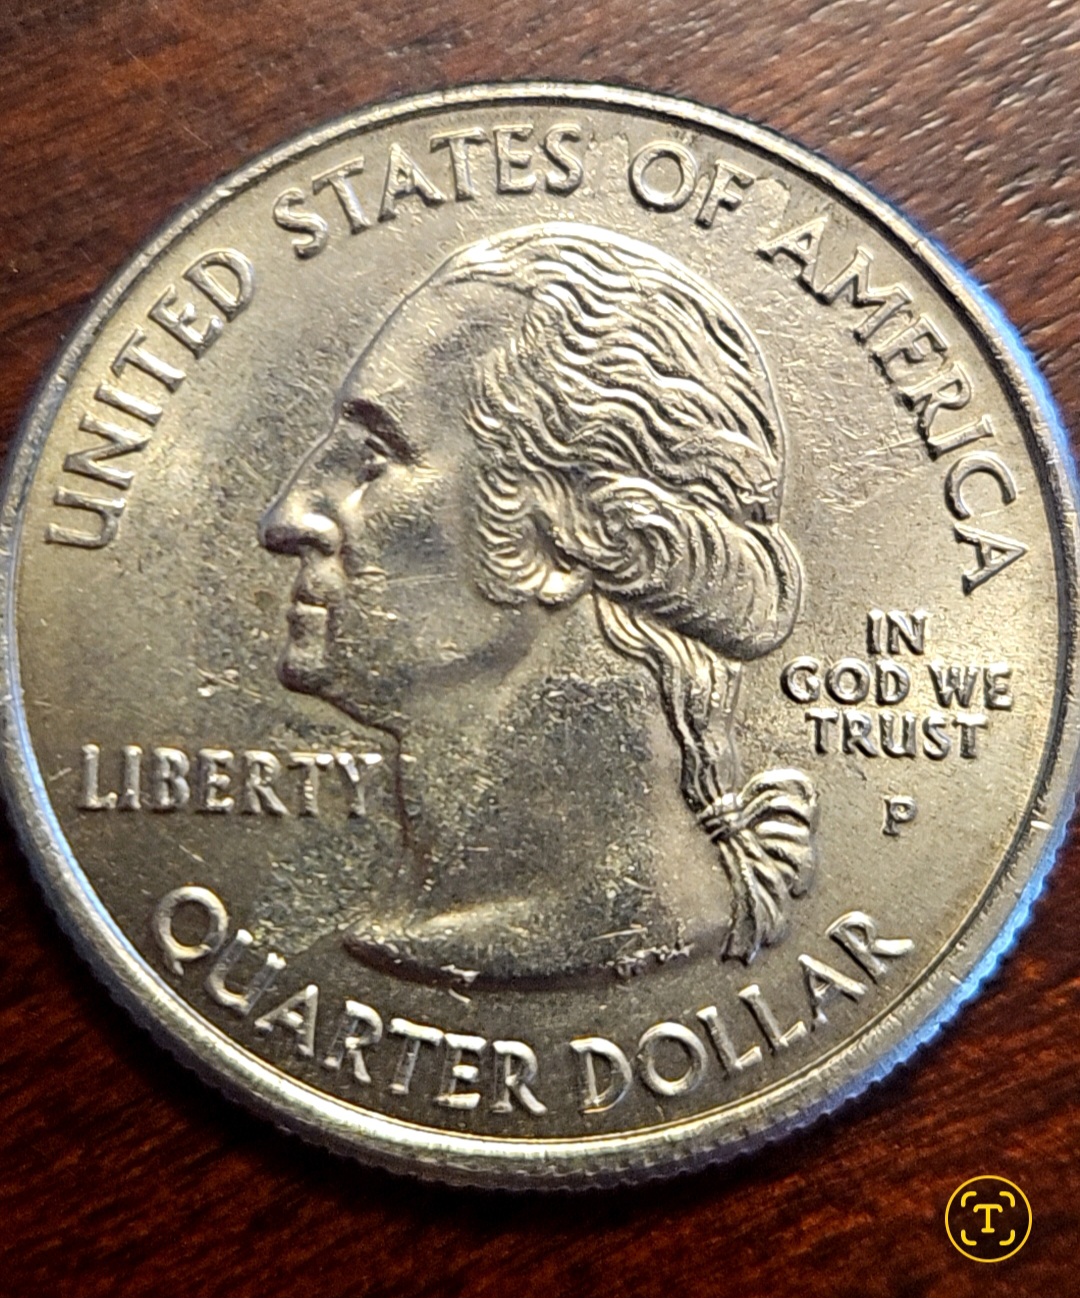 UNITED STATES OF AMERICA
LIBERTY
IN
GOD WE
TRUST
P
QUARTER DOLLAR
T